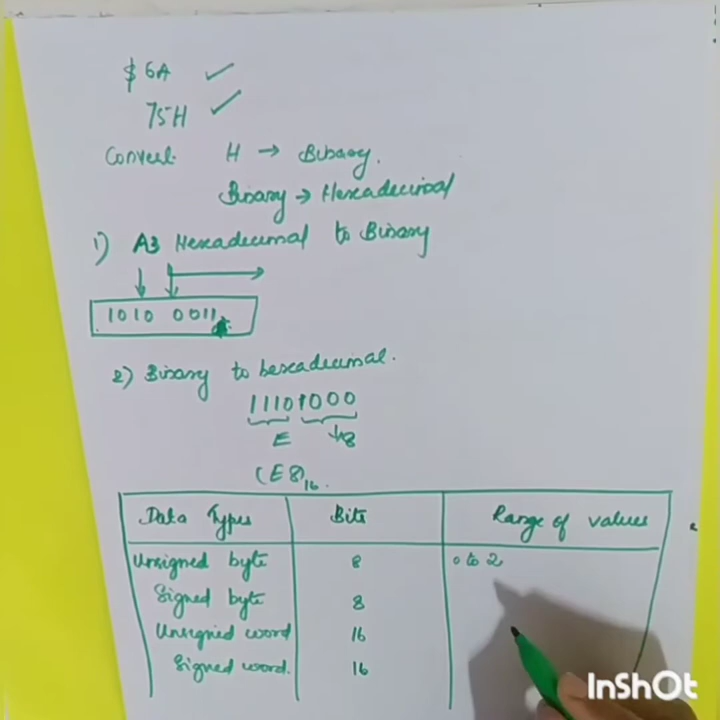 $6A ✓
75H ✓
Convert H → Binary.
Binary → Hexadecimal
1) A3 Hexadecimal to Binary
1010 0011
2) Binary to hexadecimal.
11101000
E 8
(E8)16.
Data Types Bits Range of values
Unsigned byte 8 0 to 2
Signed byte 8
Unsigned word 16
Signed word. 16
InShOt